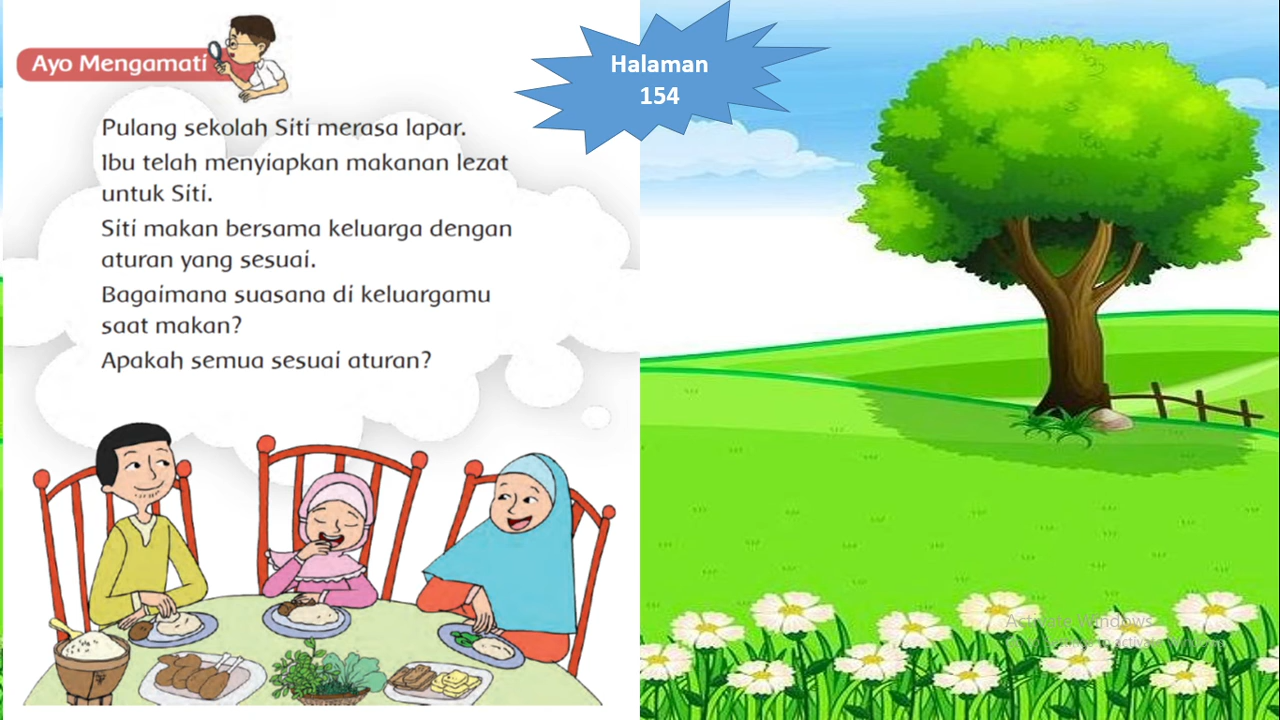 Ayo Mengamati
Halaman
154
Pulang sekolah Siti merasa lapar.
Ibu telah menyiapkan makanan lezat
untuk Siti.
Siti makan bersama keluarga dengan
aturan yang sesuai.
Bagaimana suasana di keluargamu
saat makan?
Apakah semua sesuai aturan?
Activate Windows